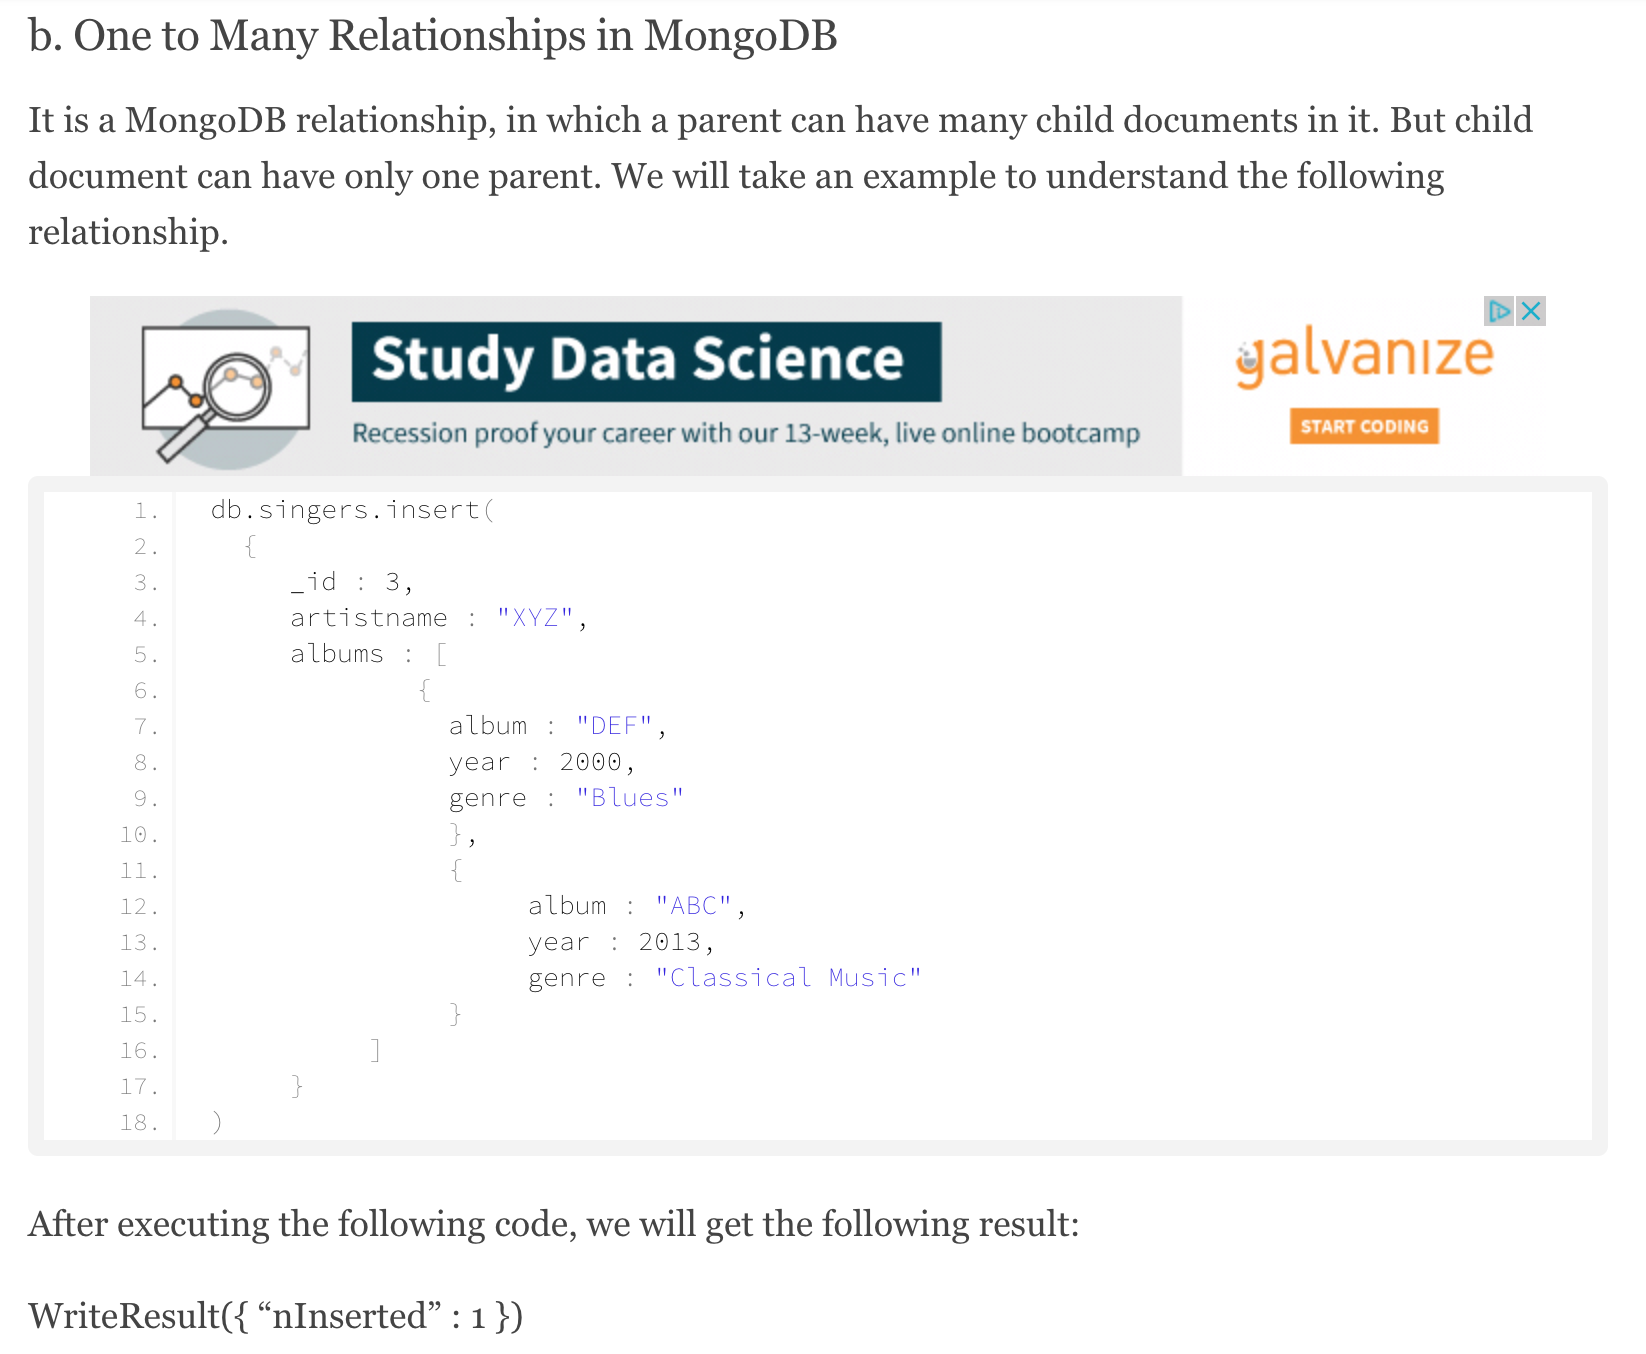 b. One to Many Relationships in MongoDB
It is a MongoDB relationship, in which a parent can have many child documents in it. But child
document can have only one parent. We will take an example to understand the following
relationship.
Study Data Science
Recession proof your career with our 13-week, live online bootcamp
galvanize
START CODING
1. db.singers.insert(
2. {
3. _id : 3,
4. artistname : "XYZ",
5. albums : [
6. {
7. album : "DEF",
8. year : 2000,
9. genre : "Blues"
10. },
11. {
12. album : "ABC",
13. year : 2013,
14. genre : "Classical Music"
15. }
16. ]
17. }
18. )
After executing the following code, we will get the following result:
WriteResult({ “nInserted” : 1 })